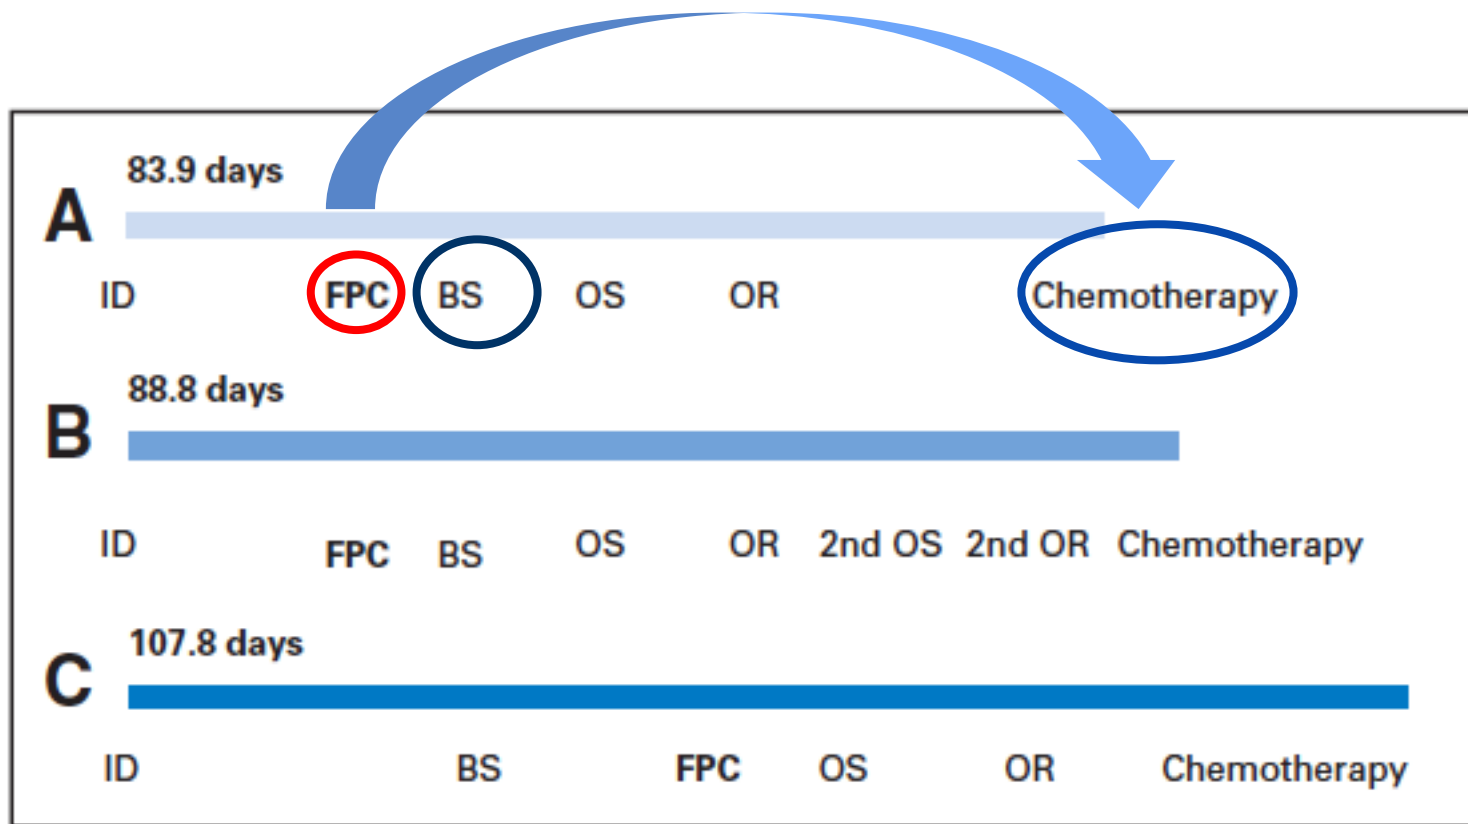 83.9 days
A
ID FPC BS OS OR Chemotherapy
88.8 days
B
ID FPC BS OS OR 2nd OS 2nd OR Chemotherapy
107.8 days
C
ID BS FPC OS OR Chemotherapy